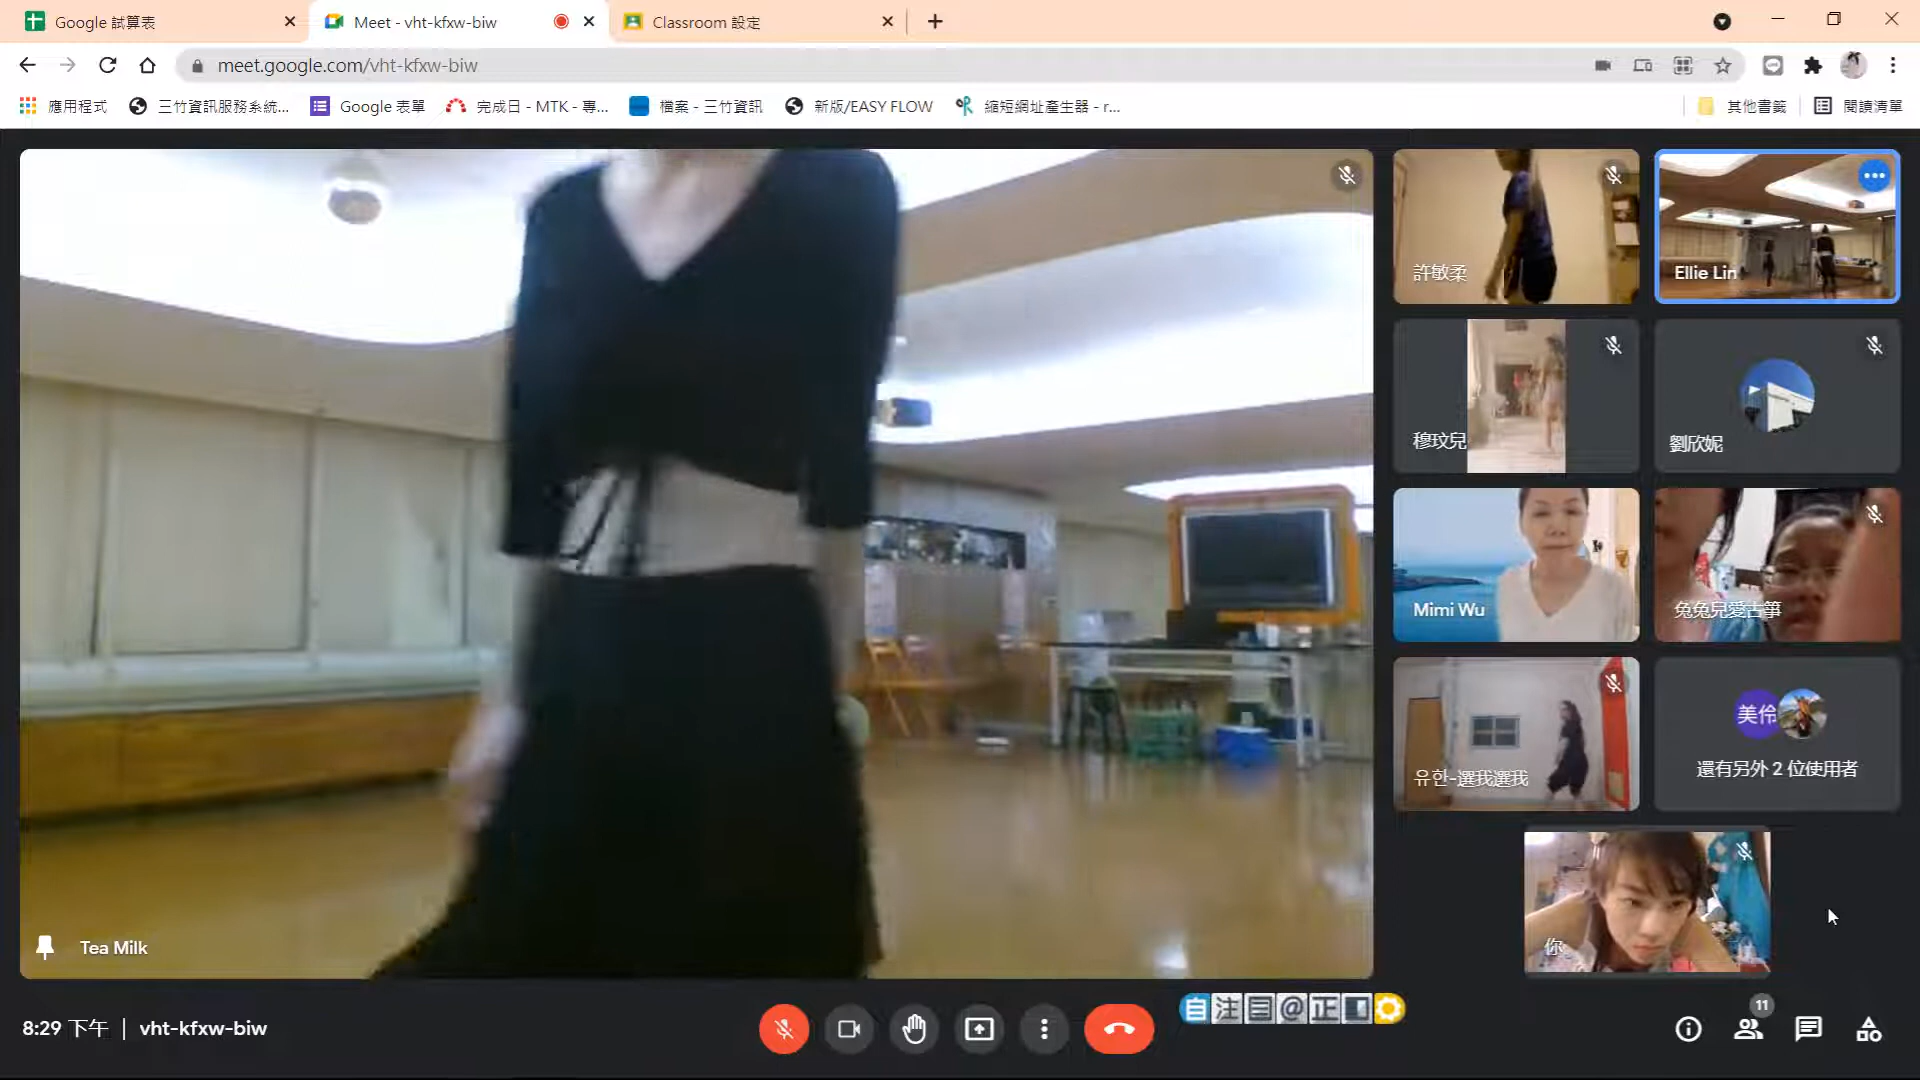 Google 試算表
Meet - vht-kfxw-biw
Classroom 設定
meet.google.com/vht-kfxw-biw
應用程式
三竹資訊服務系統...
Google 表單
完成日 - MTK - 專...
檔案 - 三竹資訊
新版/EASY FLOW
縮短網址產生器 - r...
其他書籤
閱讀清單
許敏柔
Ellie Lin
穆玟兒
劉欣妮
Mimi Wu
兔兔兒愛古箏
유한-選我選我
美伶
還有另外 2 位使用者
你
Tea Milk
8:29 下午 | vht-kfxw-biw
自注@正
11